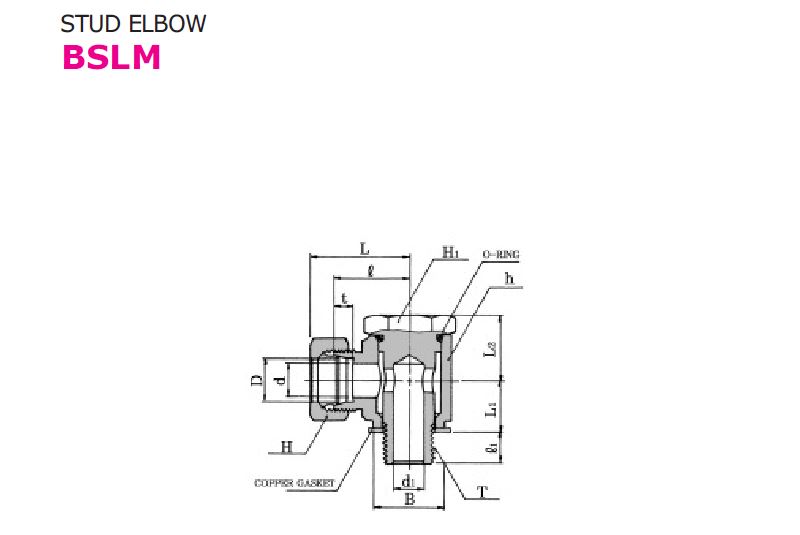 STUD ELBOW
BSLM
L
H1
O-RING
ℓ
h
t
L2
D
d
L1
H
ℓ1
COPPER GASKET
d1
T
B